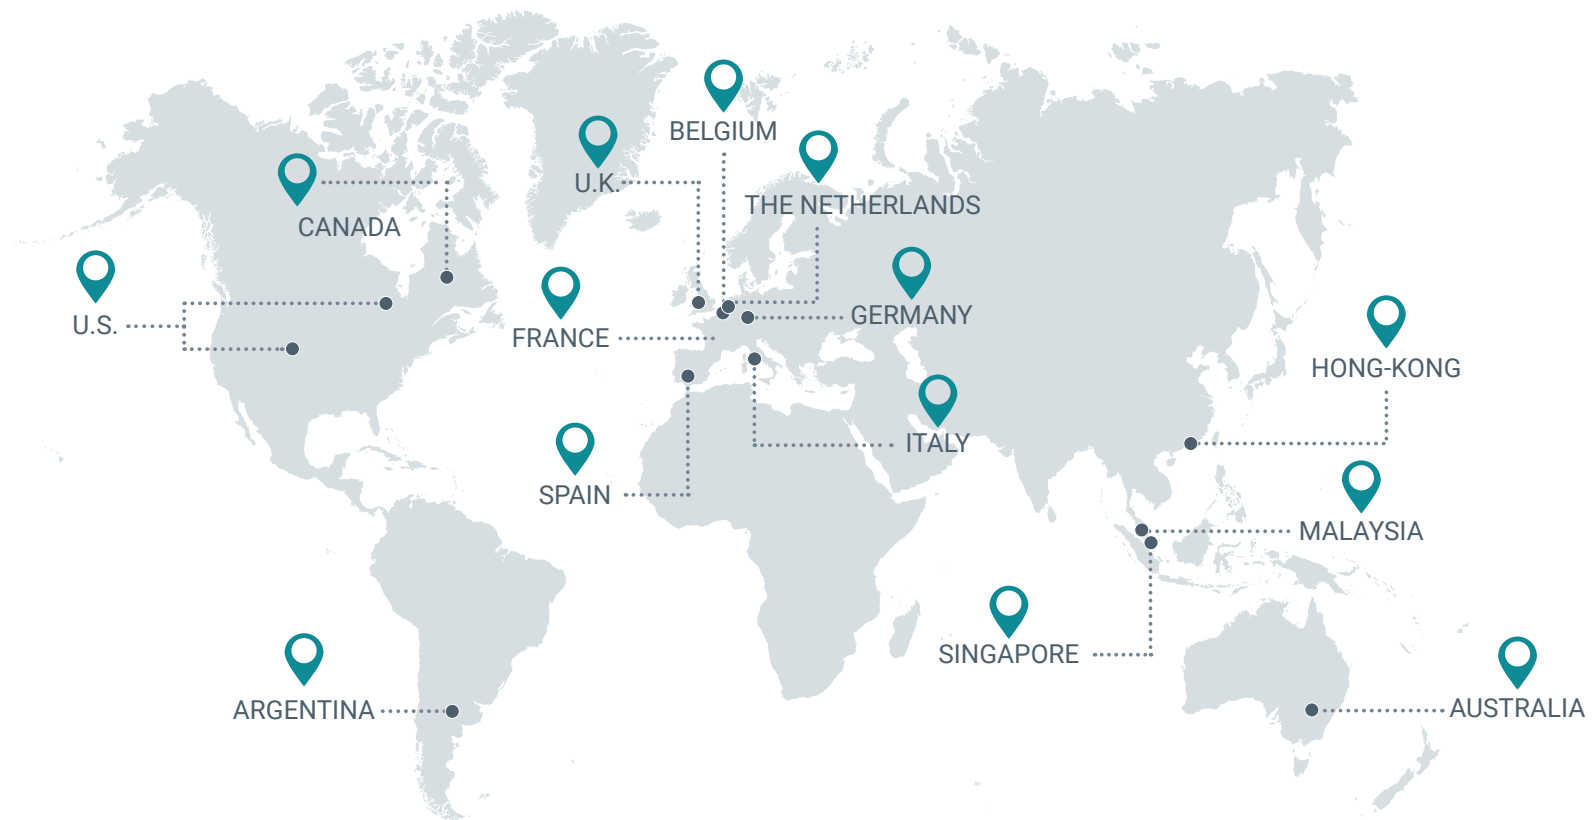 BELGIUM
U.K.
THE NETHERLANDS
CANADA
U.S.
FRANCE
GERMANY
HONG-KONG
ITALY
SPAIN
MALAYSIA
SINGAPORE
ARGENTINA
AUSTRALIA